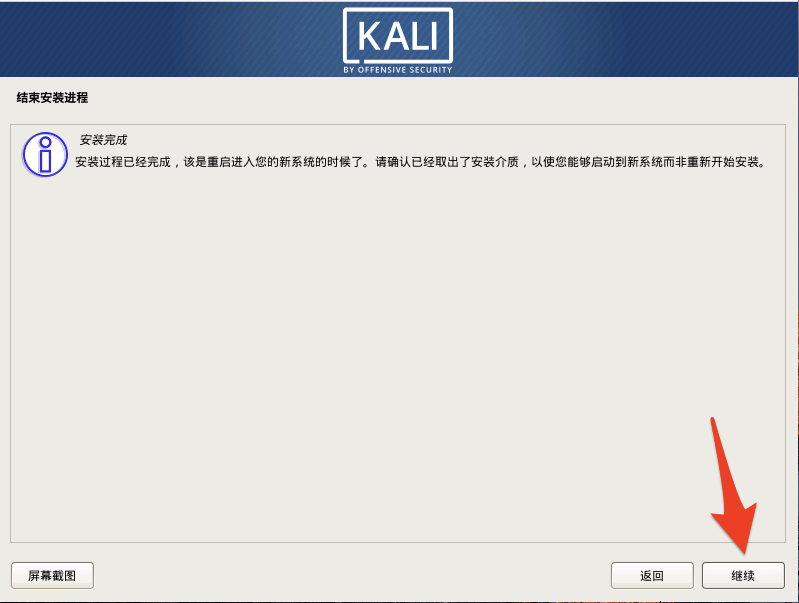 KALI
BY OFFENSIVE SECURITY
结束安装进程
安装完成
安装过程已经完成，该是重启进入您的新系统的时候了。请确认已经取出了安装介质，以使您能够启动到新系统而非重新开始安装。
屏幕截图
返回
继续